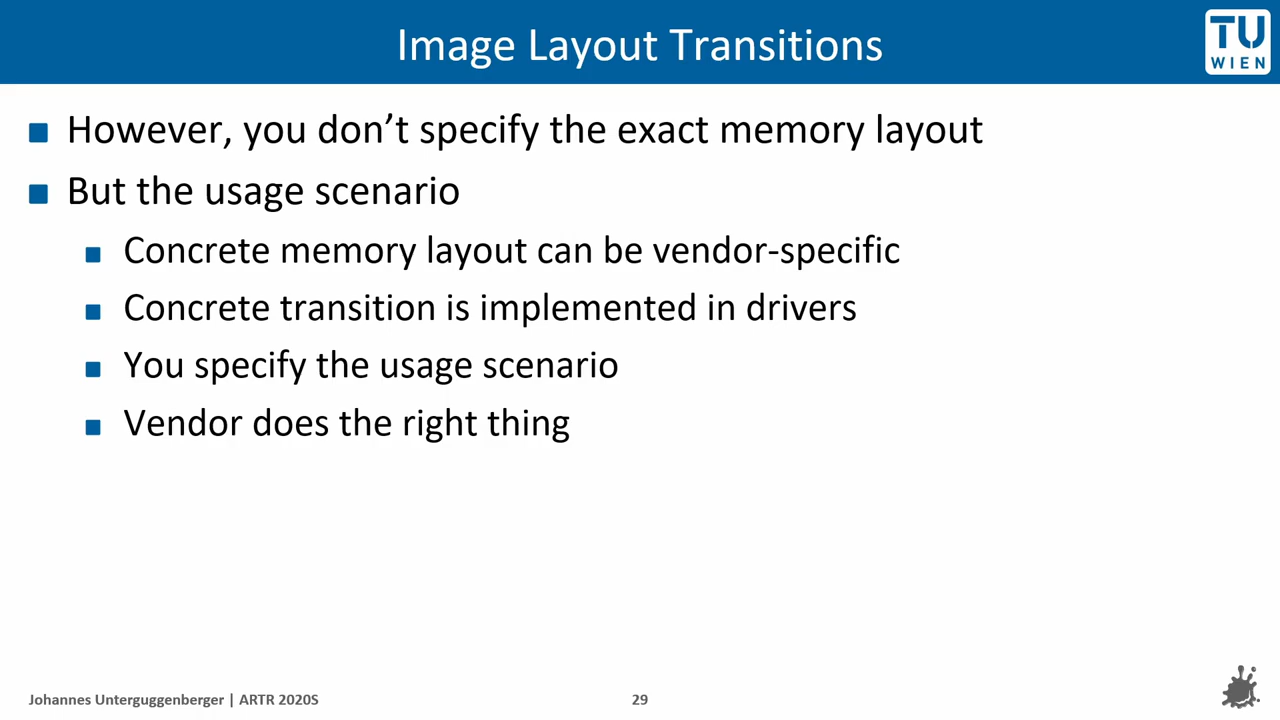 Image Layout Transitions
TU
WIEN
However, you don’t specify the exact memory layout
But the usage scenario
Concrete memory layout can be vendor-specific
Concrete transition is implemented in drivers
You specify the usage scenario
Vendor does the right thing
Johannes Unterguggenberger | ARTR 2020S
29